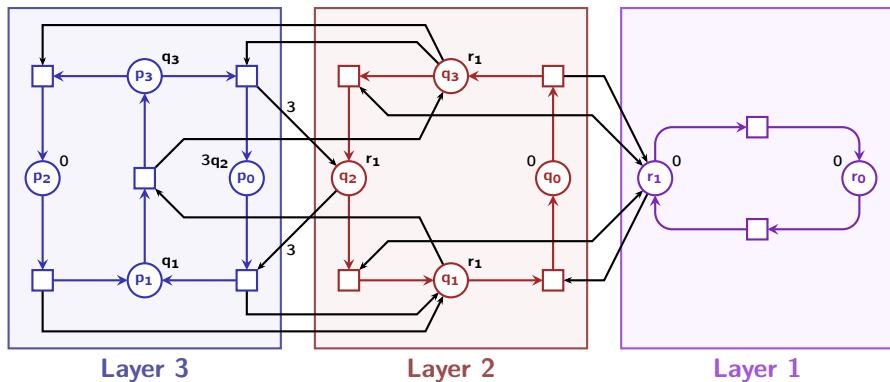 q3 r1
p3 q3
3
0 3q2 r1 0 0 0
p2 p0 q2 q0 r1 r0
3
q1 r1
p1 q1
Layer 3 Layer 2 Layer 1